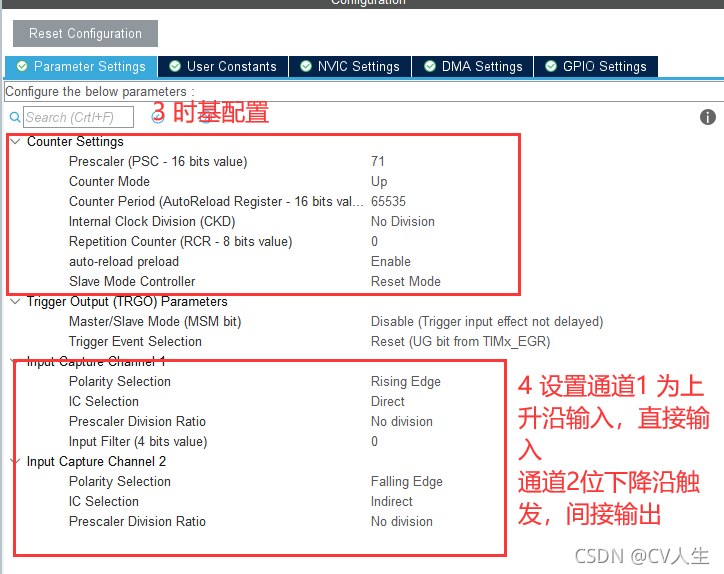 Configuration
Reset Configuration
Parameter Settings
User Constants
NVIC Settings
DMA Settings
GPIO Settings
Configure the below parameters :
Search (Crtl+F)
3 时基配置
Counter Settings
Prescaler (PSC - 16 bits value) 71
Counter Mode Up
Counter Period (AutoReload Register - 16 bits val... 65535
Internal Clock Division (CKD) No Division
Repetition Counter (RCR - 8 bits value) 0
auto-reload preload Enable
Slave Mode Controller Reset Mode
Trigger Output (TRGO) Parameters
Master/Slave Mode (MSM bit) Disable (Trigger input effect not delayed)
Trigger Event Selection Reset (UG bit from TIMx_EGR)
Input Capture Channel 1
Polarity Selection Rising Edge
IC Selection Direct
Prescaler Division Ratio No division
Input Filter (4 bits value) 0
Input Capture Channel 2
Polarity Selection Falling Edge
IC Selection Indirect
Prescaler Division Ratio No division
4 设置通道1 为上
升沿输入，直接输
入
通道2位下降沿触
发，间接输出
CSDN @CV人生